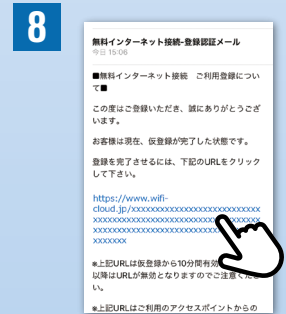 8
無料インターネット接続-登録認証メール
今日 15:06
■無料インターネット接続　ご利用登録につい
て■
この度はご登録いただき、誠にありがとうござ
います。
お客様は現在、仮登録が完了した状態です。
登録を完了させるには、下記のURLをクリック
して下さい。
https://www.wifi-
cloud.jp/xxxxxxxxxxxxxxxxxxxxxxxxxx
xxxxxxxxxxxxxxxxxxxxxxxxxxxxxxxxxx
xxxxxxxxxxxxxxxxxxxxxxxxx
xxxxxxx
※上記URLは仮登録から10分間有効
以降はURLが無効となりますのでご注意くださ
い。
※上記URLはご利用のアクセスポイントからの